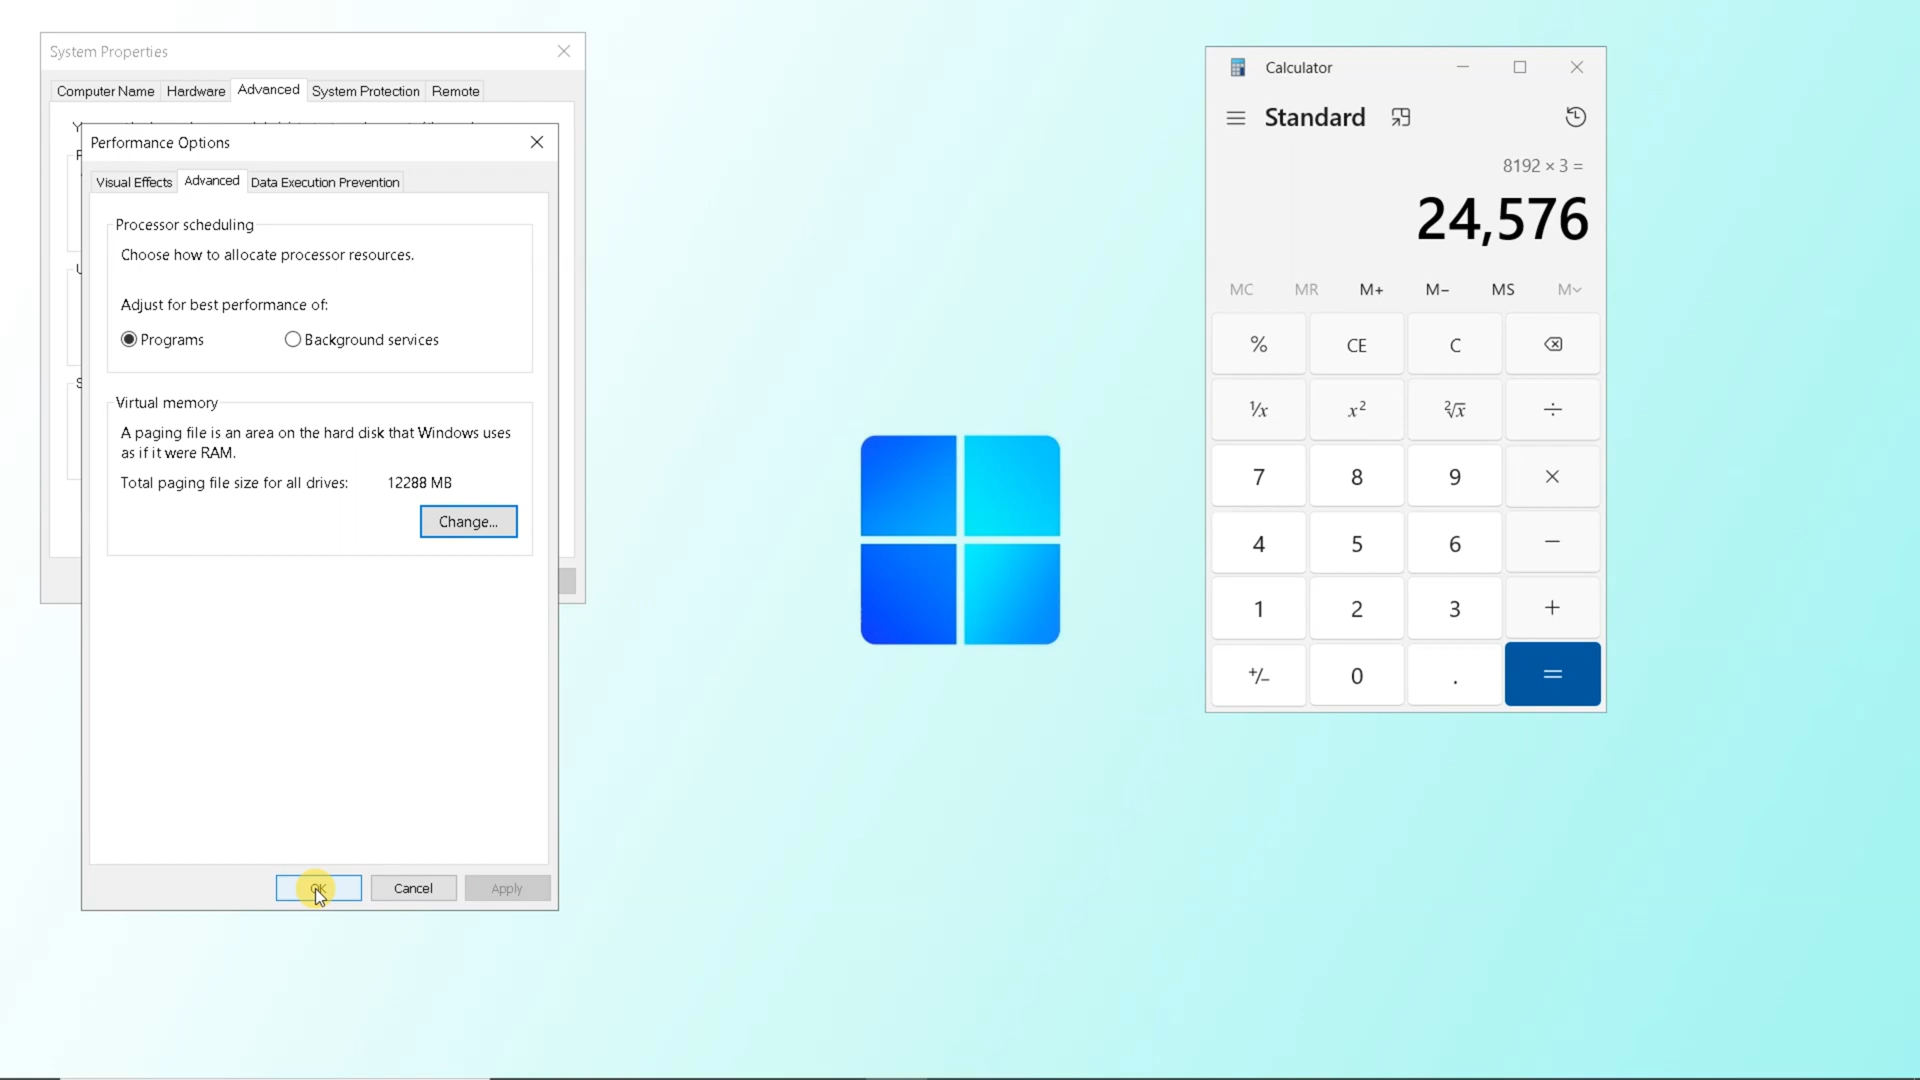 System Properties
Computer Name
Hardware
Advanced
System Protection
Remote
Performance Options
Visual Effects
Advanced
Data Execution Prevention
Processor scheduling
Choose how to allocate processor resources.
Adjust for best performance of:
Programs
Background services
Virtual memory
A paging file is an area on the hard disk that Windows uses
as if it were RAM.
Total paging file size for all drives:
12288 MB
Change...
OK
Cancel
Apply
Calculator
Standard
8192 × 3 =
24,576
MC
MR
M+
M−
MS
M
%
CE
C
⅟x
x²
²√x
÷
7
8
9
×
4
5
6
−
1
2
3
+
+/−
0
.
=